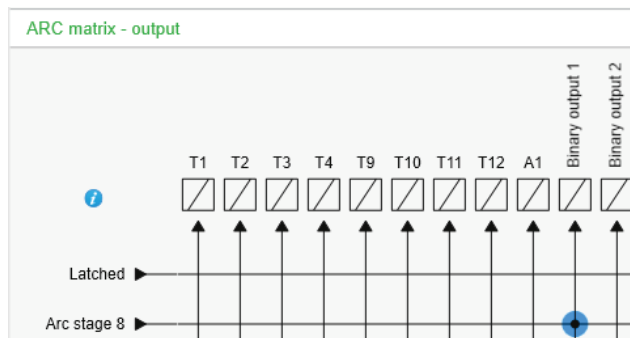 ARC matrix - output
Binary output 1
Binary output 2
T1 T2 T3 T4 T9 T10 T11 T12 A1
i
Latched
Arc stage 8